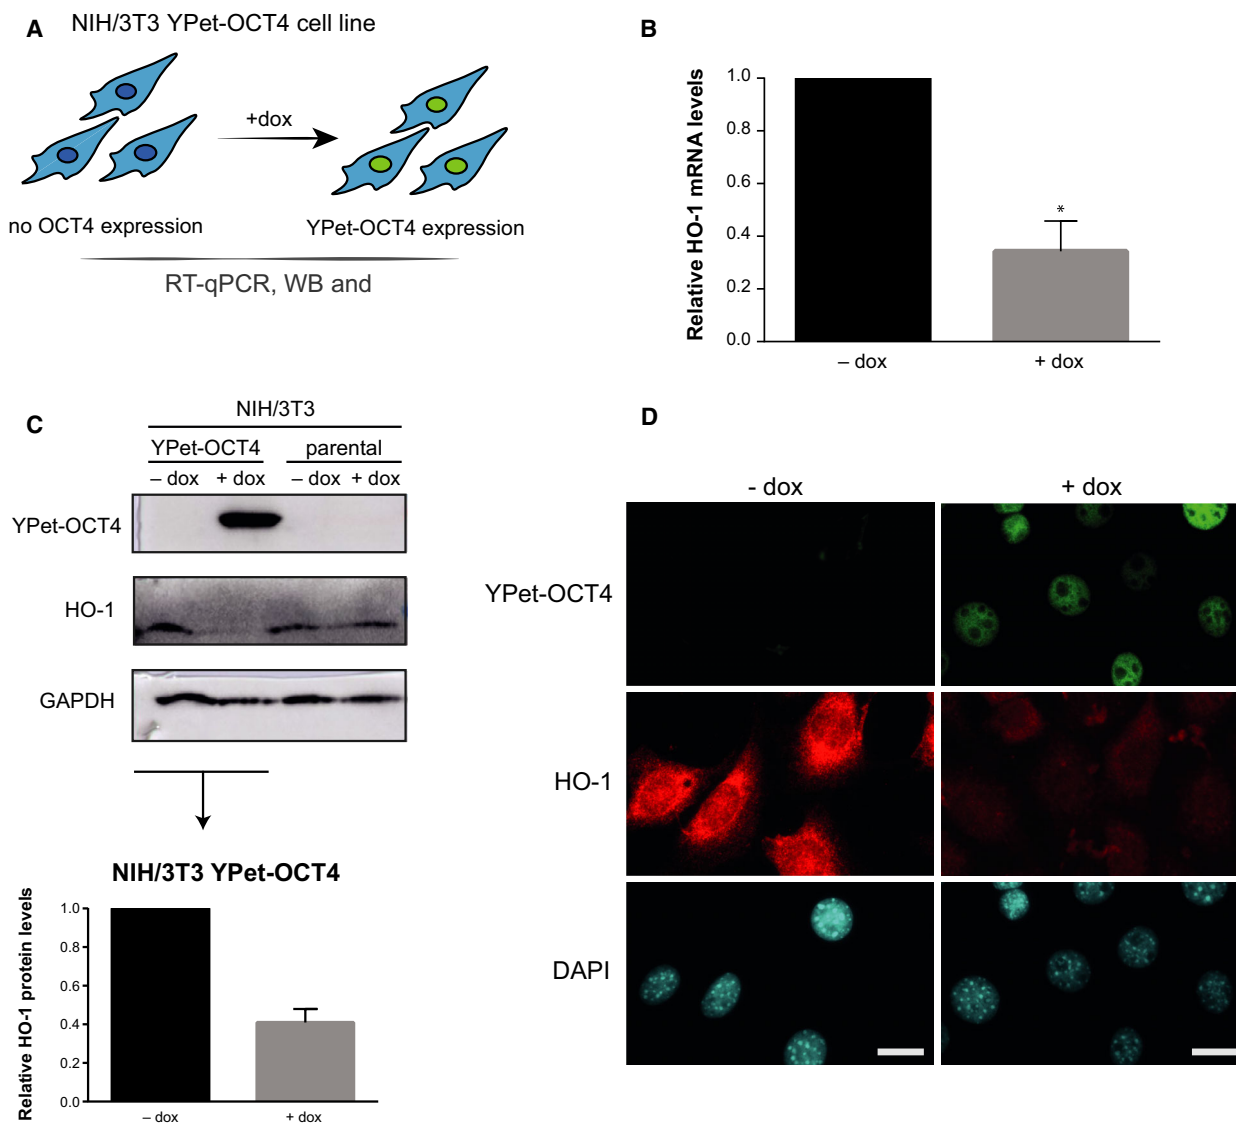 A
NIH/3T3 YPet-OCT4 cell line
+dox
no OCT4 expression
YPet-OCT4 expression
RT-qPCR, WB and
B
Relative HO-1 mRNA levels
1.0
0.8
0.6
0.4
0.2
0.0
*
– dox
+ dox
C
NIH/3T3
YPet-OCT4
parental
– dox
+ dox
– dox
+ dox
YPet-OCT4
HO-1
GAPDH
NIH/3T3 YPet-OCT4
Relative HO-1 protein levels
1.0
0.8
0.6
0.4
0.2
0.0
– dox
+ dox
D
- dox
+ dox
YPet-OCT4
HO-1
DAPI